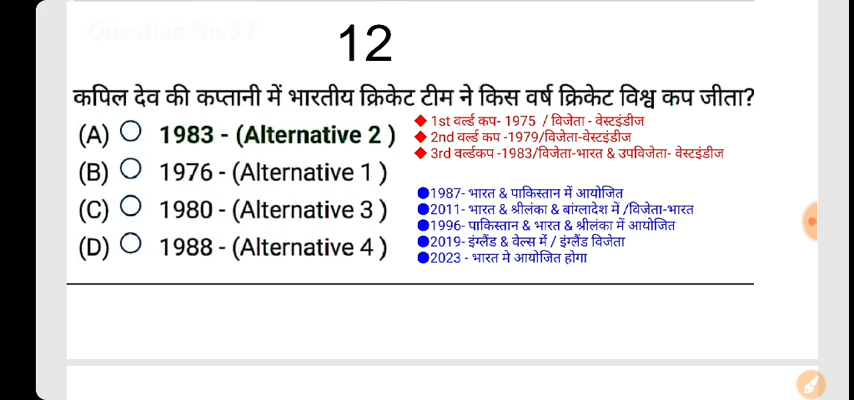 Question No.32
12
कपिल देव की कप्तानी में भारतीय क्रिकेट टीम ने किस वर्ष क्रिकेट विश्व कप जीता?
(A) 1983 - (Alternative 2 )
(B) 1976 - (Alternative 1 )
(C) 1980 - (Alternative 3 )
(D) 1988 - (Alternative 4 )
1st वर्ल्ड कप- 1975 / विजेता - वेस्टइंडीज
2nd वर्ल्ड कप -1979/विजेता-वेस्टइंडीज
3rd वर्ल्डकप -1983/विजेता-भारत & उपविजेता- वेस्टइंडीज
1987- भारत & पाकिस्तान में आयोजित
2011- भारत & श्रीलंका & बांग्लादेश में /विजेता-भारत
1996- पाकिस्तान & भारत & श्रीलंका में आयोजित
2019- इंग्लैंड & वेल्स में / इंग्लैंड विजेता
2023 - भारत मे आयोजित होगा